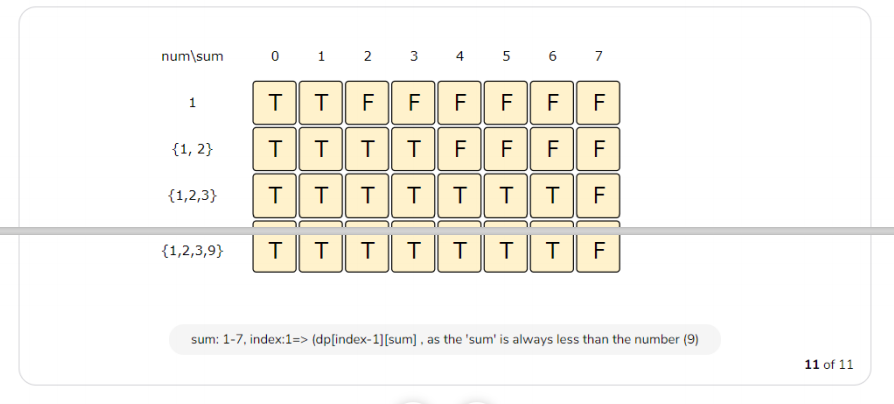 num\sum 0 1 2 3 4 5 6 7
1 T T F F F F F F
{1, 2} T T T T F F F F
{1,2,3} T T T T T T T F
{1,2,3,9} T T T T T T T F
sum: 1-7, index:1=> (dp[index-1][sum] , as the 'sum' is always less than the number (9)
11 of 11